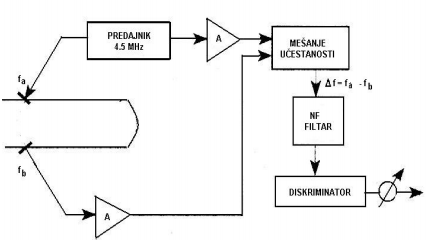 PREDAJNIK
4.5 MHz
A
MEŠANJE
UČESTANOSTI
fa
Δf = fa - fb
NF
FILTAR
fb
A
DISKRIMINATOR